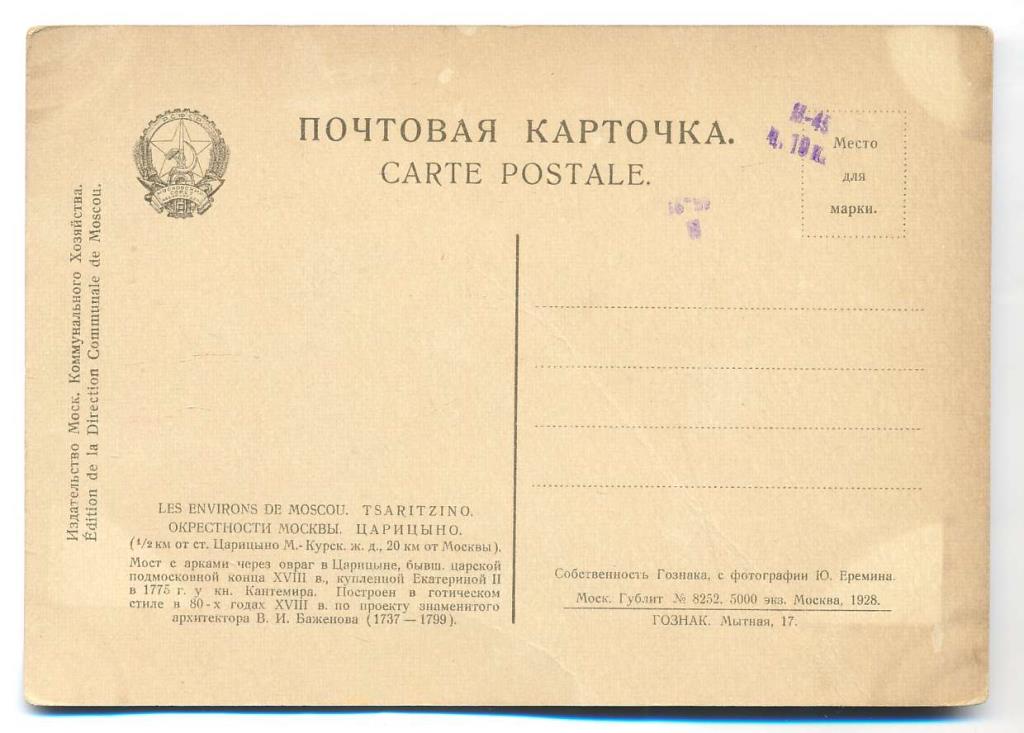 ПОЧТОВАЯ КАРТОЧКА.
CARTE POSTALE.
Место
для
марки.
4. 10 к.
Издательство Моск. Коммунального Хозяйства.
Édition de la Direction Communale de Moscou.
LES ENVIRONS DE MOSCOU. TSARITZINO.
ОКРЕСТНОСТИ МОСКВЫ. ЦАРИЦЫНО.
(1/2 км от ст. Царицыно М.-Курск. ж. д., 20 км от Москвы).
Мост с арками через овраг в Царицыне, бывш. царской
подмосковной конца XVIII в., купленной Екатериной II
в 1775 г. у кн. Кантемира. Построен в готическом
стиле в 80-х годах XVIII в. по проекту знаменитого
архитектора В. И. Баженова (1737 — 1799).
Собственность Гознака, с фотографии Ю. Еремина.
Моск. Гублит № 8252. 5000 экз. Москва, 1928.
ГОЗНАК. Мытная, 17.